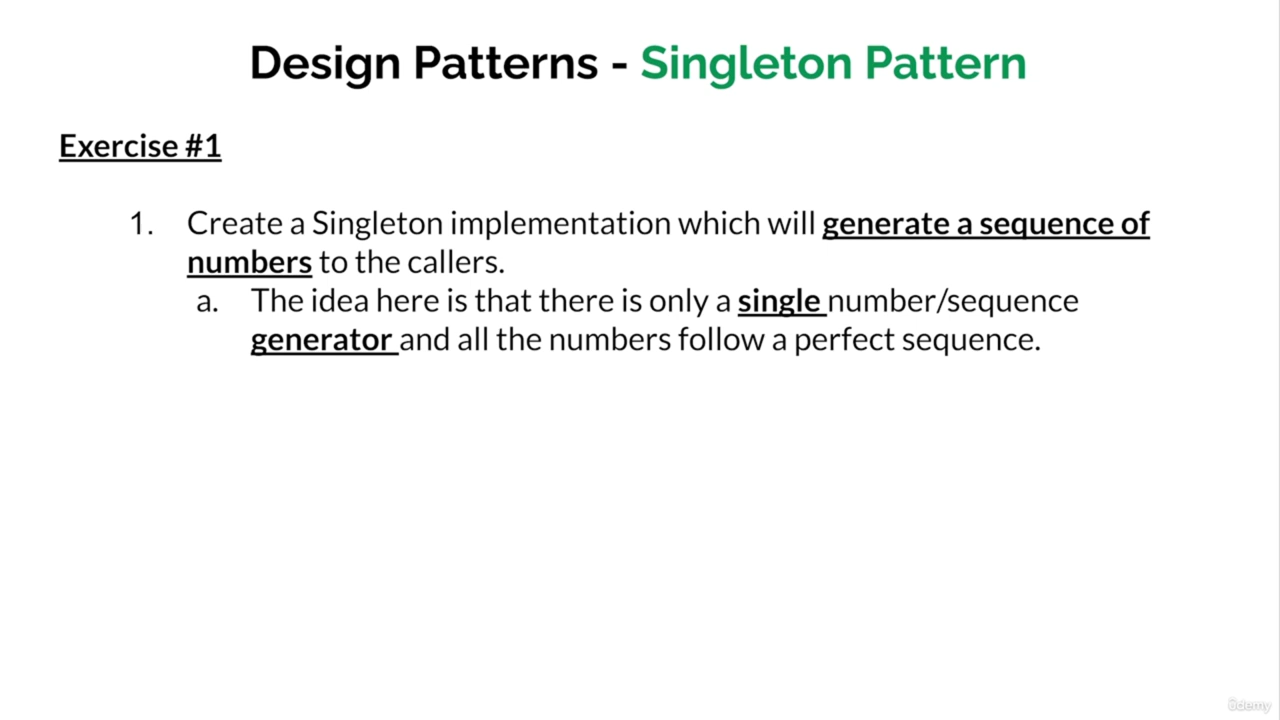 Design Patterns - Singleton Pattern
Exercise #1
1. Create a Singleton implementation which will generate a sequence of
numbers to the callers.
a. The idea here is that there is only a single number/sequence
generator and all the numbers follow a perfect sequence.
ûdemy